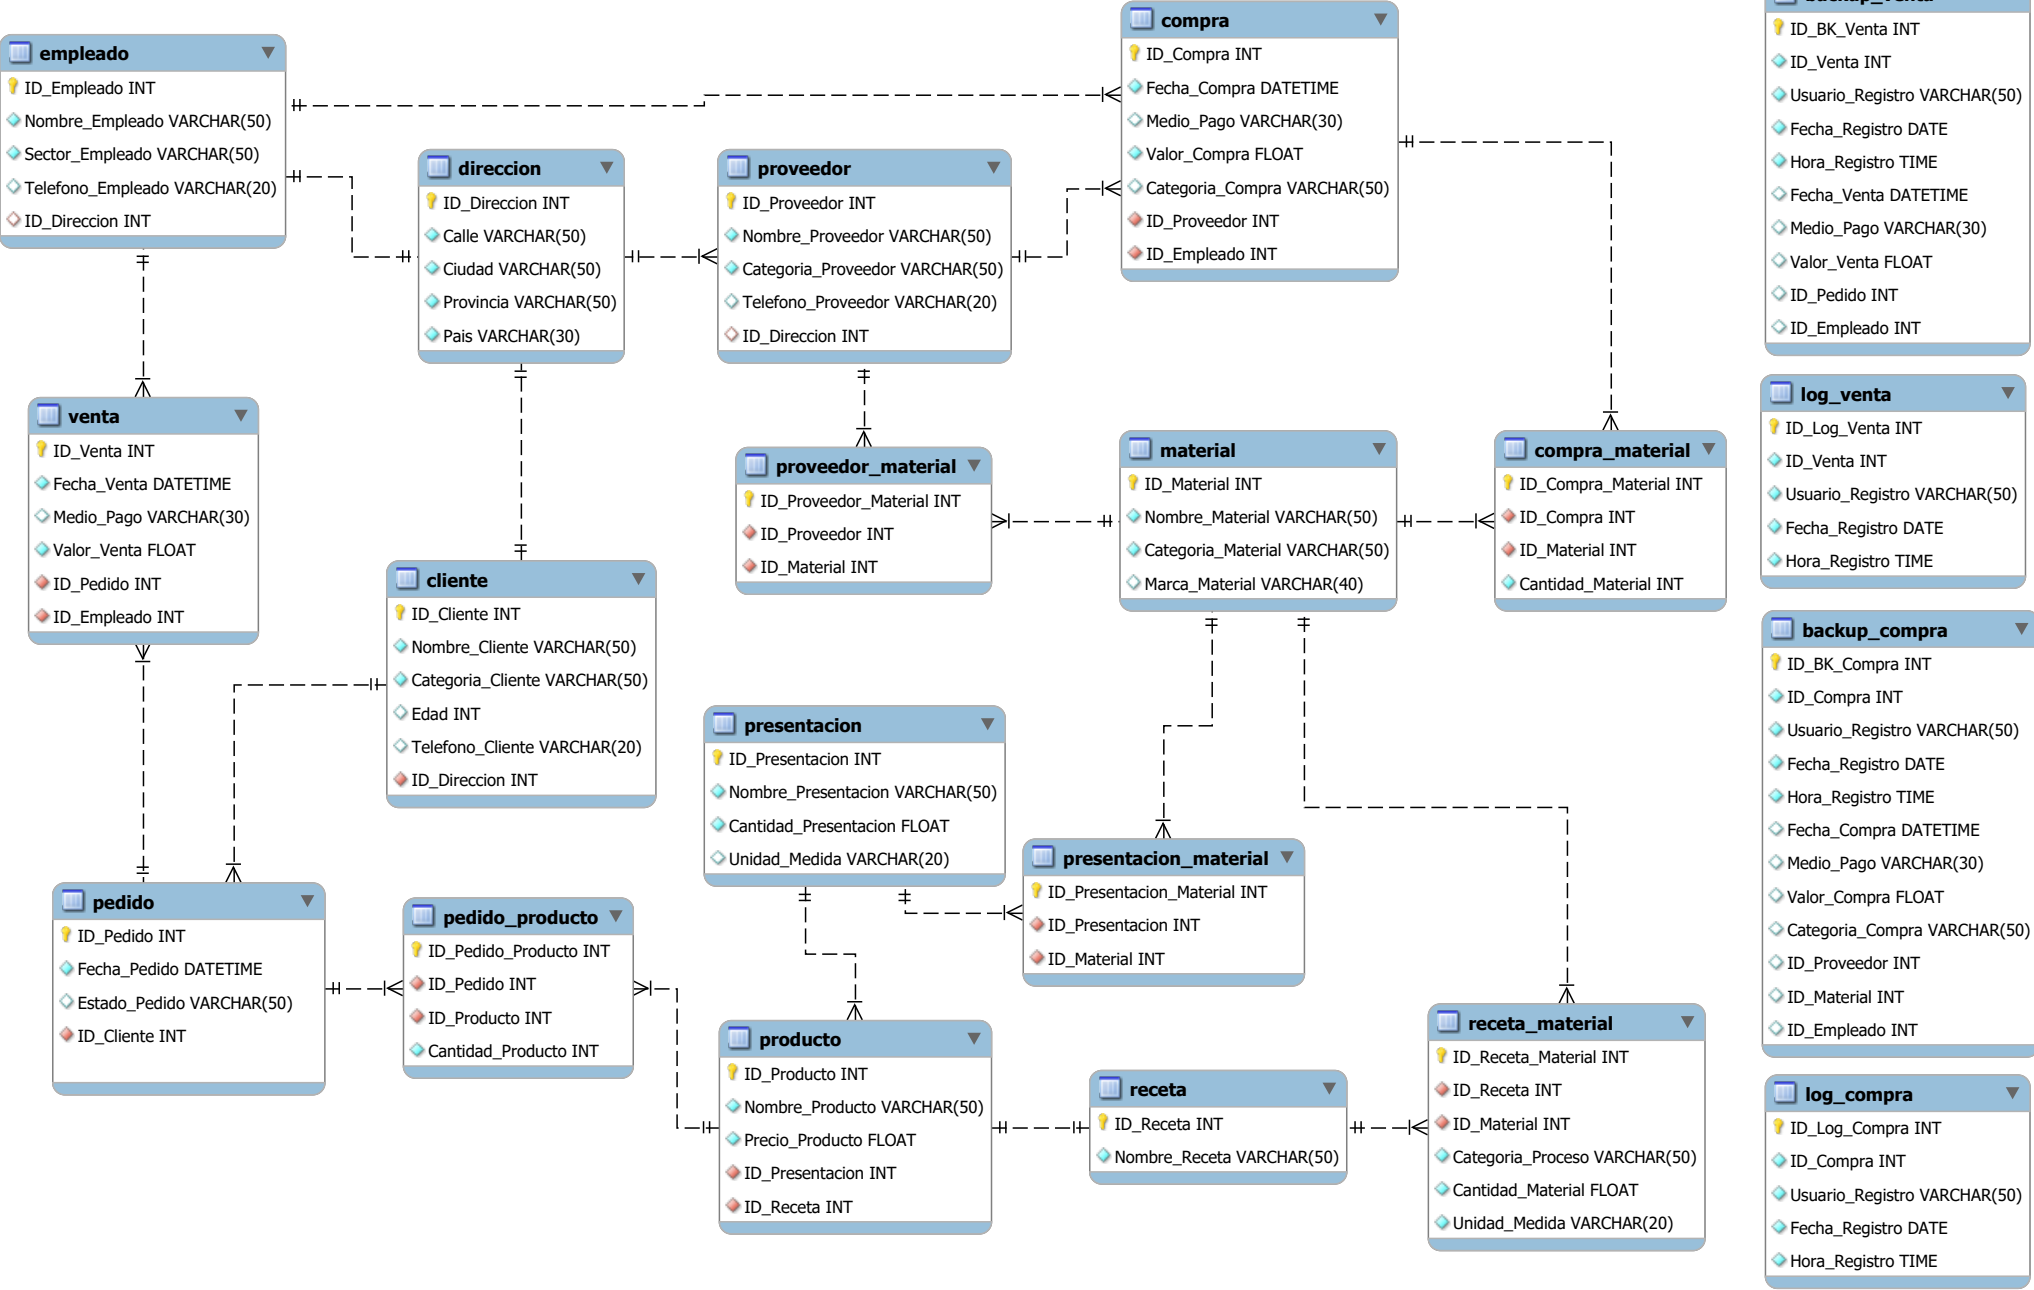 empleado
ID_Empleado INT
Nombre_Empleado VARCHAR(50)
Sector_Empleado VARCHAR(50)
Telefono_Empleado VARCHAR(20)
ID_Direccion INT
direccion
ID_Direccion INT
Calle VARCHAR(50)
Ciudad VARCHAR(50)
Provincia VARCHAR(50)
Pais VARCHAR(30)
proveedor
ID_Proveedor INT
Nombre_Proveedor VARCHAR(50)
Categoria_Proveedor VARCHAR(50)
Telefono_Proveedor VARCHAR(20)
ID_Direccion INT
compra
ID_Compra INT
Fecha_Compra DATETIME
Medio_Pago VARCHAR(30)
Valor_Compra FLOAT
Categoria_Compra VARCHAR(50)
ID_Proveedor INT
ID_Empleado INT
backup_venta
ID_BK_Venta INT
ID_Venta INT
Usuario_Registro VARCHAR(50)
Fecha_Registro DATE
Hora_Registro TIME
Fecha_Venta DATETIME
Medio_Pago VARCHAR(30)
Valor_Venta FLOAT
ID_Pedido INT
ID_Empleado INT
venta
ID_Venta INT
Fecha_Venta DATETIME
Medio_Pago VARCHAR(30)
Valor_Venta FLOAT
ID_Pedido INT
ID_Empleado INT
cliente
ID_Cliente INT
Nombre_Cliente VARCHAR(50)
Categoria_Cliente VARCHAR(50)
Edad INT
Telefono_Cliente VARCHAR(20)
ID_Direccion INT
proveedor_material
ID_Proveedor_Material INT
ID_Proveedor INT
ID_Material INT
material
ID_Material INT
Nombre_Material VARCHAR(50)
Categoria_Material VARCHAR(50)
Marca_Material VARCHAR(40)
compra_material
ID_Compra_Material INT
ID_Compra INT
ID_Material INT
Cantidad_Material INT
log_venta
ID_Log_Venta INT
ID_Venta INT
Usuario_Registro VARCHAR(50)
Fecha_Registro DATE
Hora_Registro TIME
backup_compra
ID_BK_Compra INT
ID_Compra INT
Usuario_Registro VARCHAR(50)
Fecha_Registro DATE
Hora_Registro TIME
Fecha_Compra DATETIME
Medio_Pago VARCHAR(30)
Valor_Compra FLOAT
Categoria_Compra VARCHAR(50)
ID_Proveedor INT
ID_Material INT
ID_Empleado INT
presentacion
ID_Presentacion INT
Nombre_Presentacion VARCHAR(50)
Cantidad_Presentacion FLOAT
Unidad_Medida VARCHAR(20)
presentacion_material
ID_Presentacion_Material INT
ID_Presentacion INT
ID_Material INT
pedido
ID_Pedido INT
Fecha_Pedido DATETIME
Estado_Pedido VARCHAR(50)
ID_Cliente INT
pedido_producto
ID_Pedido_Producto INT
ID_Pedido INT
ID_Producto INT
Cantidad_Producto INT
producto
ID_Producto INT
Nombre_Producto VARCHAR(50)
Precio_Producto FLOAT
ID_Presentacion INT
ID_Receta INT
receta
ID_Receta INT
Nombre_Receta VARCHAR(50)
receta_material
ID_Receta_Material INT
ID_Receta INT
ID_Material INT
Categoria_Proceso VARCHAR(50)
Cantidad_Material FLOAT
Unidad_Medida VARCHAR(20)
log_compra
ID_Log_Compra INT
ID_Compra INT
Usuario_Registro VARCHAR(50)
Fecha_Registro DATE
Hora_Registro TIME